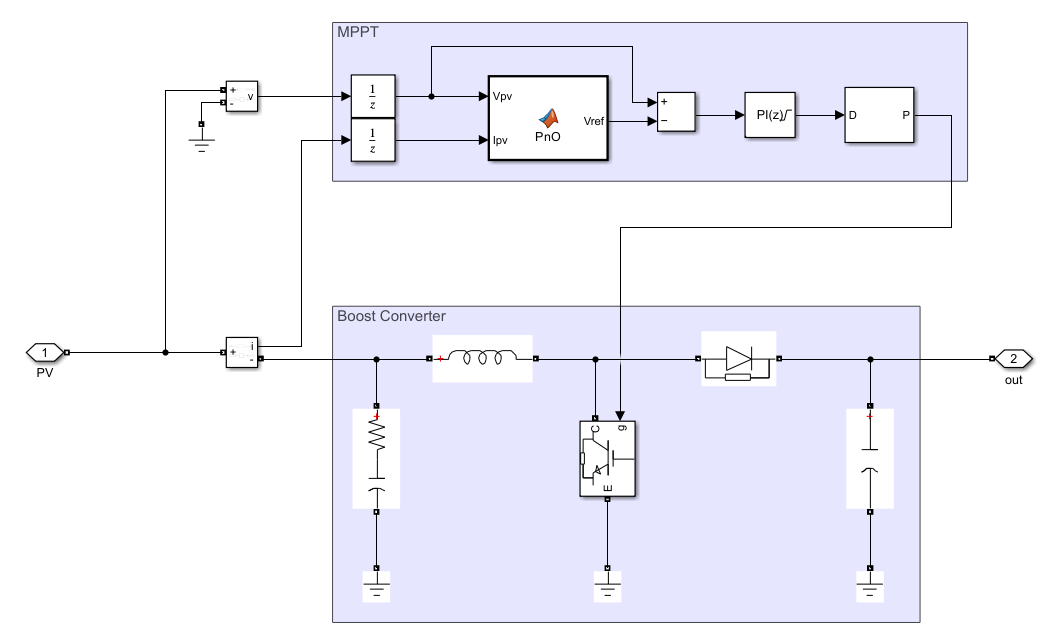 MPPT
+
-
v
1
z
Vpv
PnO
Vref
+
−
PI(z)
D
P
1
z
Ipv
Boost Converter
1
PV
+
i
-
+
C
g
E
+
+
2
out